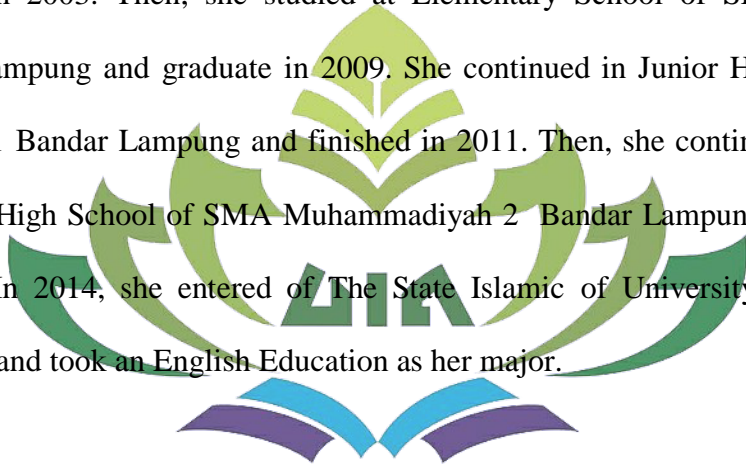 in 2003. Then, she studied at Elementary School of S
ampung and graduate in 2009. She continued in Junior H
Bandar Lampung and finished in 2011. Then, she contin
High School of SMA Muhammadiyah 2 Bandar Lampun
In 2014, she entered of The State Islamic of University
and took an English Education as her major.
UIN